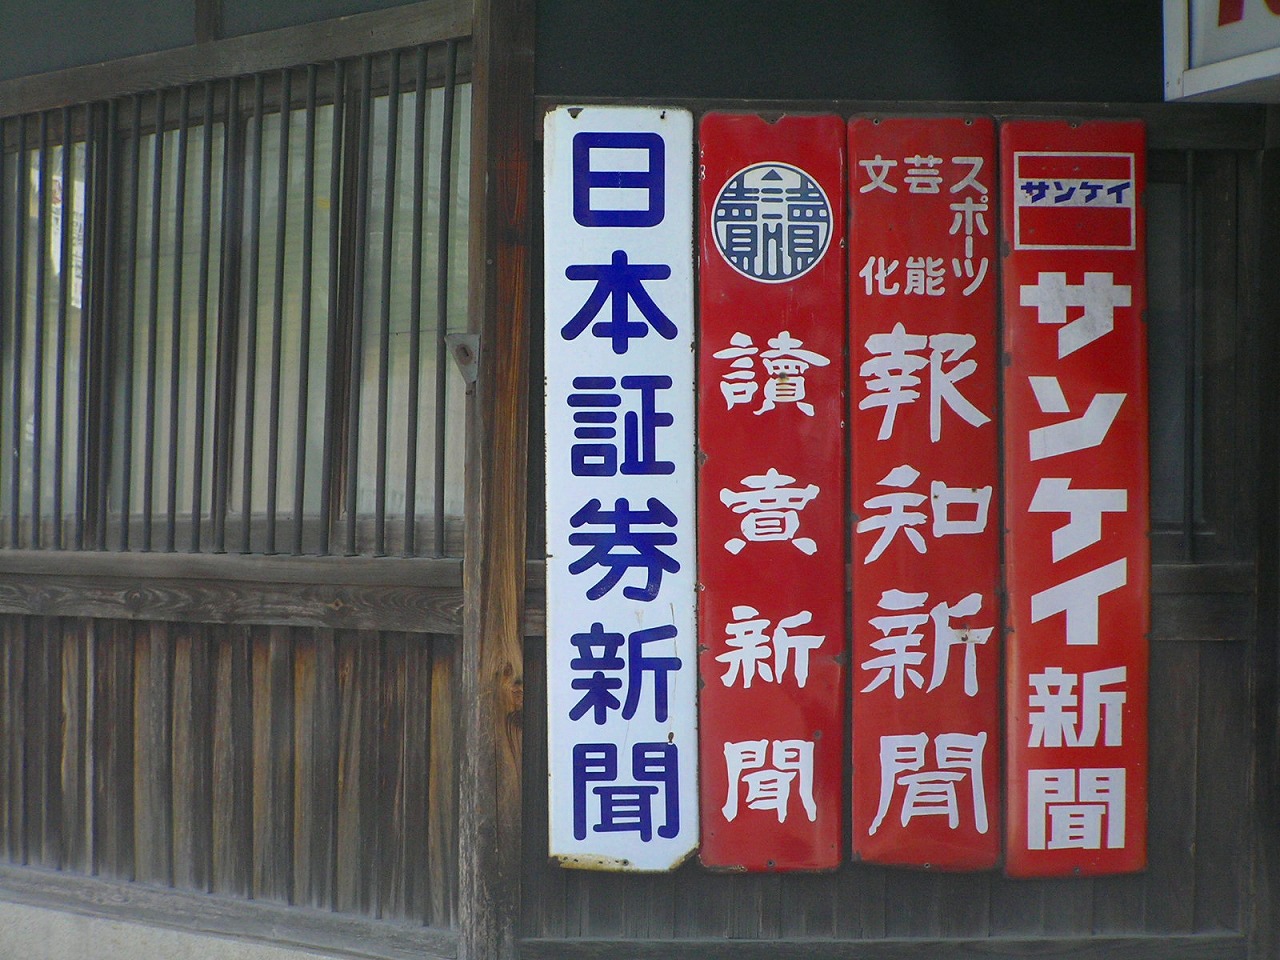 日本証券新聞
讀賣
讀賣新聞
スポーツ
芸能
文化
報知新聞
サンケイ
サンケイ新聞